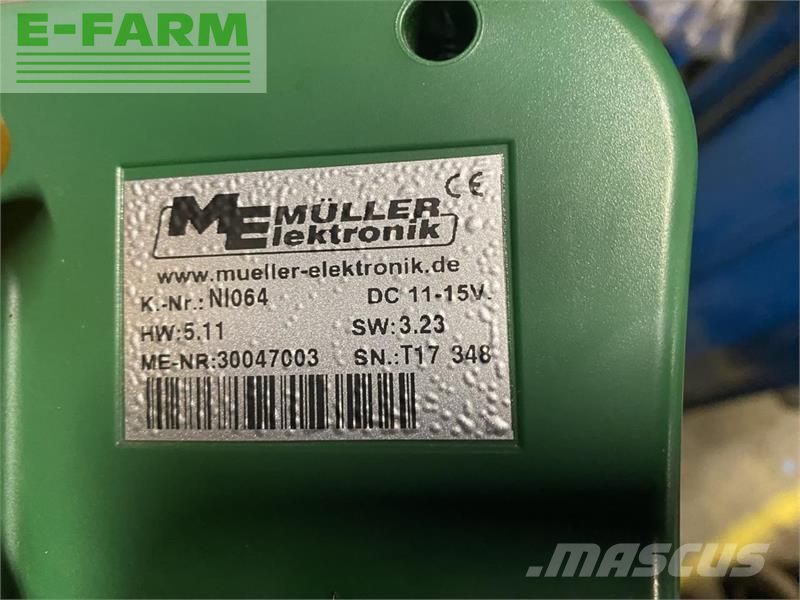 E-FARM
CE
ME MÜLLER
Elektronik
www.mueller-elektronik.de
K.-Nr.: NI064 DC 11-15V.
HW:5.11 SW:3.23
ME-NR:30047003 SN.:T17 348
MASCUS